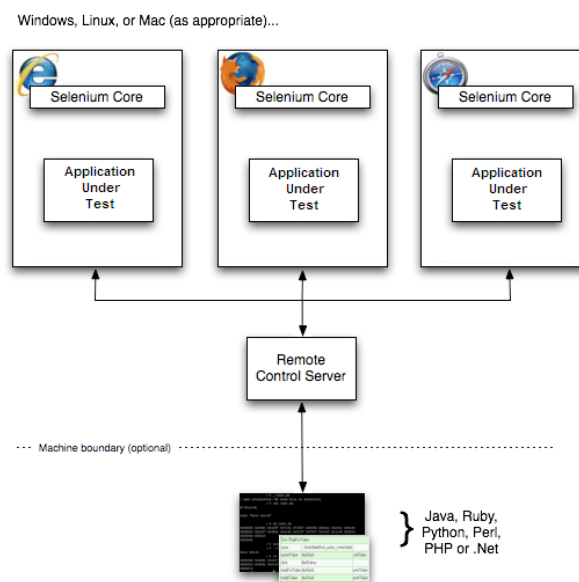 Windows, Linux, or Mac (as appropriate)...
Selenium Core
Selenium Core
Selenium Core
Application
Under
Test
Application
Under
Test
Application
Under
Test
Remote
Control Server
Machine boundary (optional)
Java, Ruby,
Python, Perl,
PHP or .Net